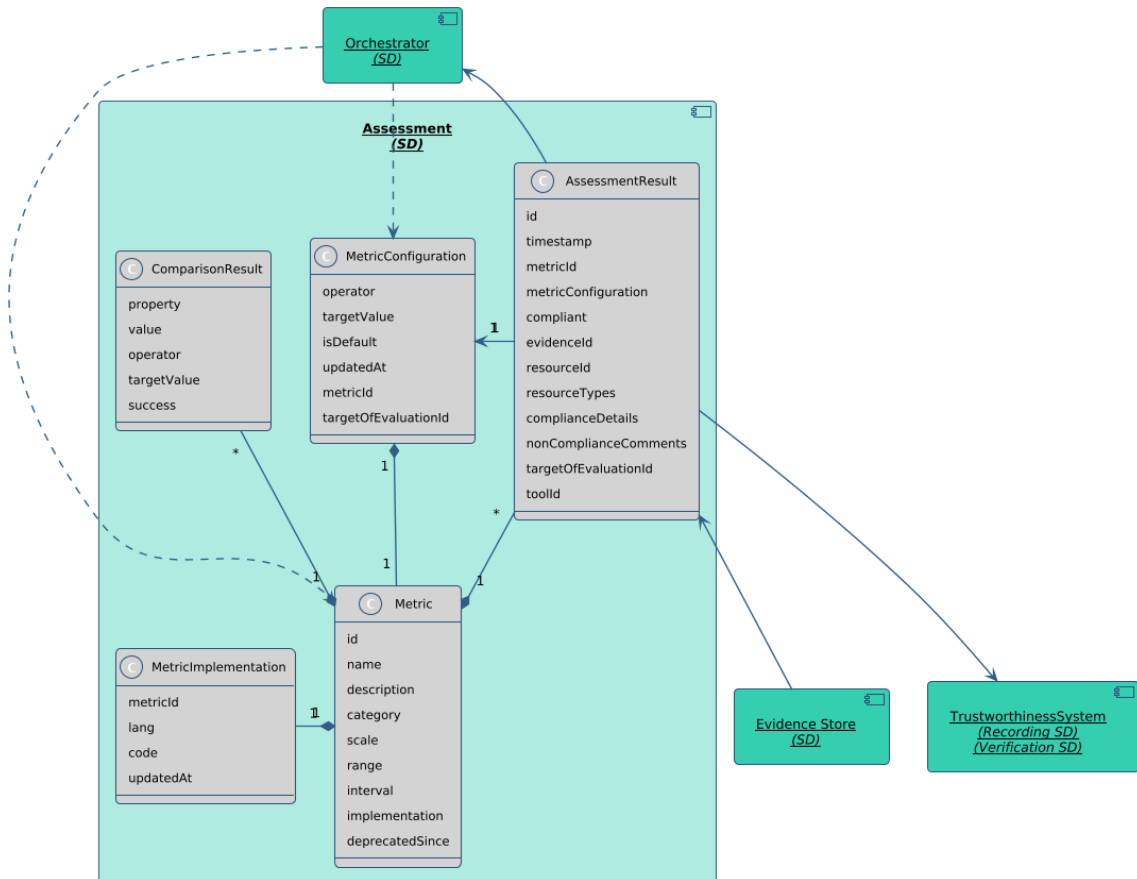 Orchestrator
(SD)
Assessment
(SD)
C AssessmentResult
id
timestamp
metricId
metricConfiguration
compliant
evidenceId
resourceId
resourceTypes
complianceDetails
nonComplianceComments
targetOfEvaluationId
toolId
C MetricConfiguration
operator
targetValue
isDefault
updatedAt
metricId
targetOfEvaluationId
C ComparisonResult
property
value
operator
targetValue
success
1
1
*
1
*
1
1
1
C Metric
id
name
description
category
scale
range
interval
implementation
deprecatedSince
C MetricImplementation
metricId
lang
code
updatedAt
1
1
Evidence Store
(SD)
TrustworthinessSystem
(Recording SD)
(Verification SD)